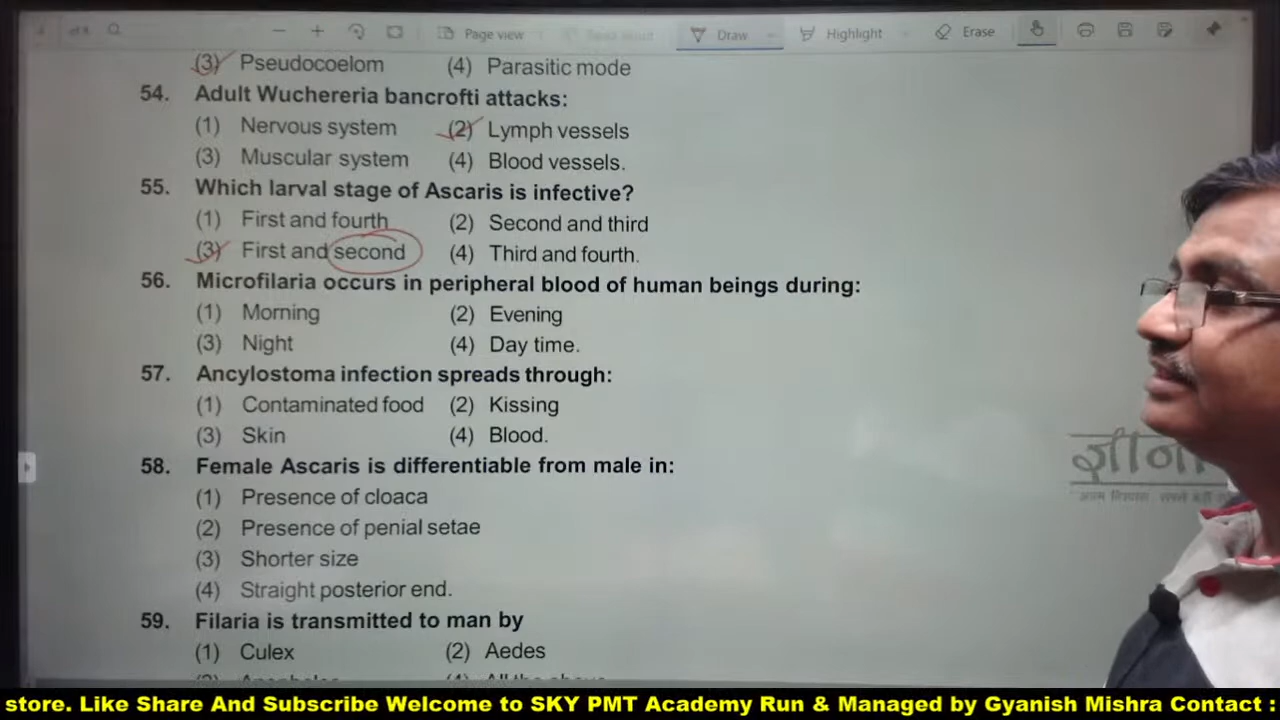 Page view
Draw
Highlight
Erase
(3) Pseudocoelom (4) Parasitic mode
54. Adult Wuchereria bancrofti attacks:
(1) Nervous system (2) Lymph vessels
(3) Muscular system (4) Blood vessels.
55. Which larval stage of Ascaris is infective?
(1) First and fourth (2) Second and third
(3) First and second (4) Third and fourth.
56. Microfilaria occurs in peripheral blood of human beings during:
(1) Morning (2) Evening
(3) Night (4) Day time.
57. Ancylostoma infection spreads through:
(1) Contaminated food (2) Kissing
(3) Skin (4) Blood.
58. Female Ascaris is differentiable from male in:
(1) Presence of cloaca
(2) Presence of penial setae
(3) Shorter size
(4) Straight posterior end.
59. Filaria is transmitted to man by
(1) Culex (2) Aedes
store. Like Share And Subscribe Welcome to SKY PMT Academy Run & Managed by Gyanish Mishra Contact :